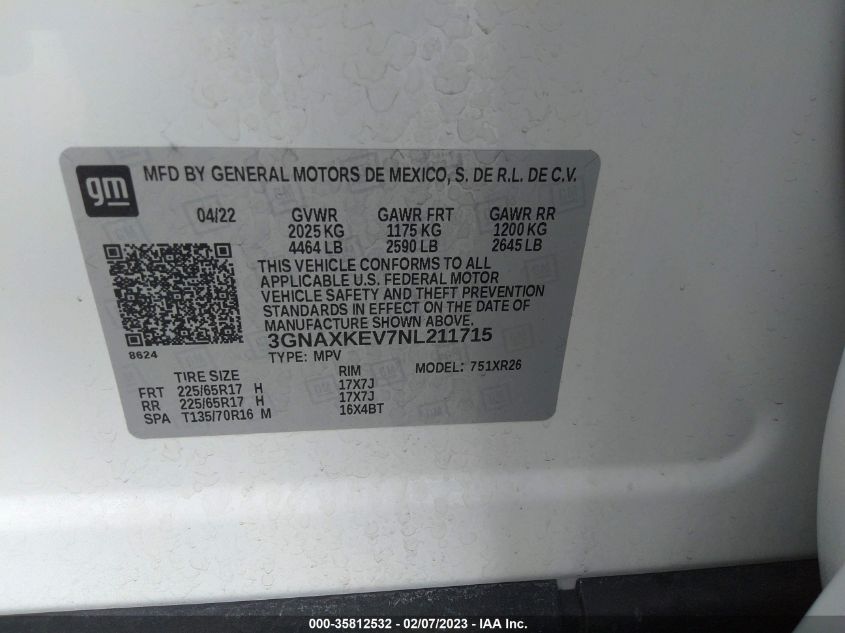 gm
MFD BY GENERAL MOTORS DE MEXICO, S. DE R.L. DE C.V.
04/22 GVWR GAWR FRT GAWR RR
2025 KG 1175 KG 1200 KG
4464 LB 2590 LB 2645 LB
THIS VEHICLE CONFORMS TO ALL
APPLICABLE U.S. FEDERAL MOTOR
VEHICLE SAFETY AND THEFT PREVENTION
STANDARDS IN EFFECT ON THE DATE OF
MANUFACTURE SHOWN ABOVE.
3GNAXKEV7NL211715
8624
TYPE: MPV MODEL: 751XR26
TIRE SIZE RIM
FRT 225/65R17 H 17X7J
RR 225/65R17 H 17X7J
SPA T135/70R16 M 16X4BT
000-35812532 - 02/07/2023 - IAA Inc.